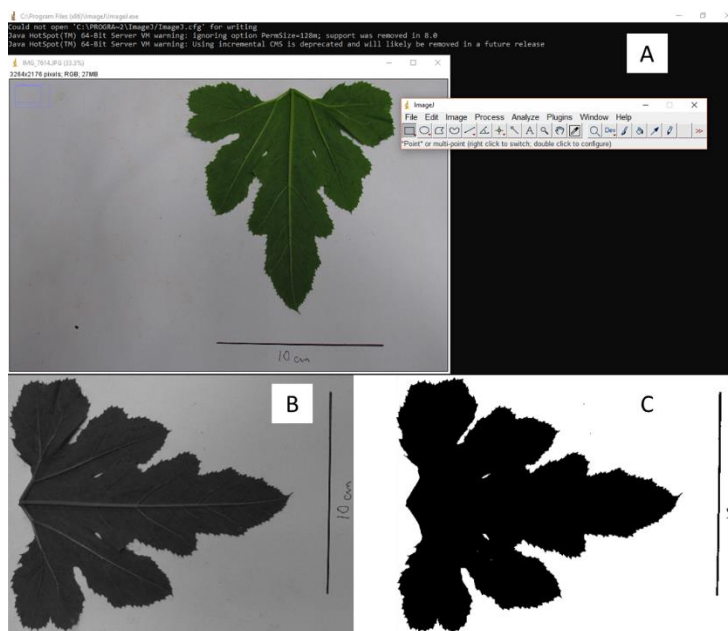 C:\Program Files (x86)\ImageJ\ImageJ.exe
Could not open 'C:\PROGRA~2\ImageJ/ImageJ.cfg' for writing
Java HotSpot(TM) 64-Bit Server VM warning: ignoring option PermSize=128m; support was removed in 8.0
Java HotSpot(TM) 64-Bit Server VM warning: Using incremental CMS is deprecated and will likely be removed in a future release
A
IMG_7614.JPG (33.3%)
3264x2176 pixels; RGB; 27MB
ImageJ
File Edit Image Process Analyze Plugins Window Help
A Dev >>
*Point* or multi-point (right click to switch; double click to configure)
10 cm
B
C
10 cm